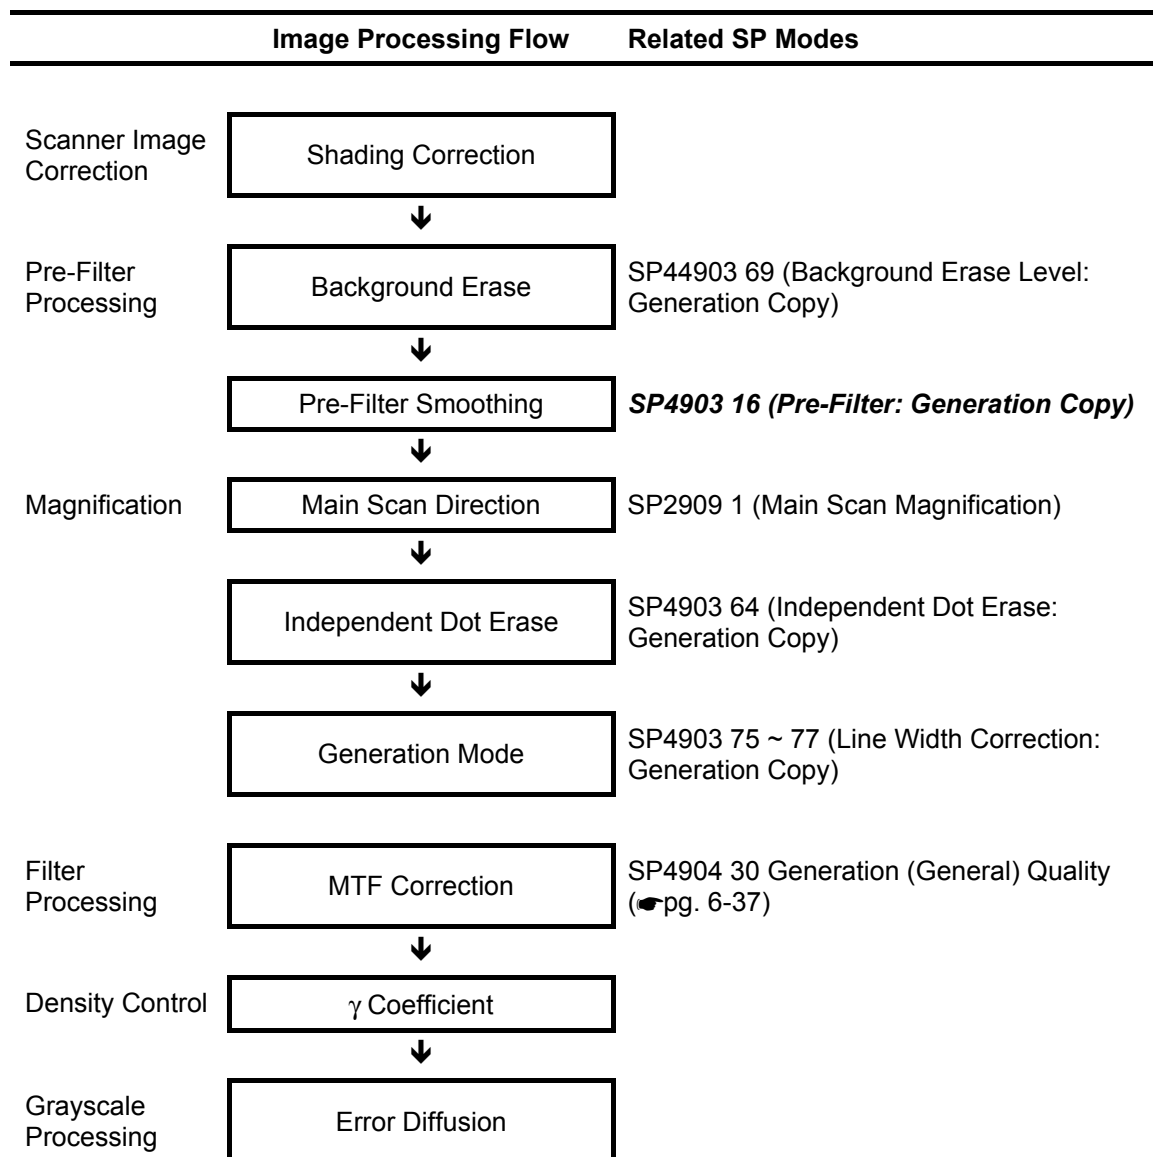 Image Processing Flow Related SP Modes
Scanner Image
Correction
Shading Correction
Pre-Filter
Processing
Background Erase
SP44903 69 (Background Erase Level:
Generation Copy)
Pre-Filter Smoothing
SP4903 16 (Pre-Filter: Generation Copy)
Magnification
Main Scan Direction
SP2909 1 (Main Scan Magnification)
Independent Dot Erase
SP4903 64 (Independent Dot Erase:
Generation Copy)
Generation Mode
SP4903 75 ~ 77 (Line Width Correction:
Generation Copy)
Filter
Processing
MTF Correction
SP4904 30 Generation (General) Quality
(☛pg. 6-37)
Density Control
γ Coefficient
Grayscale
Processing
Error Diffusion